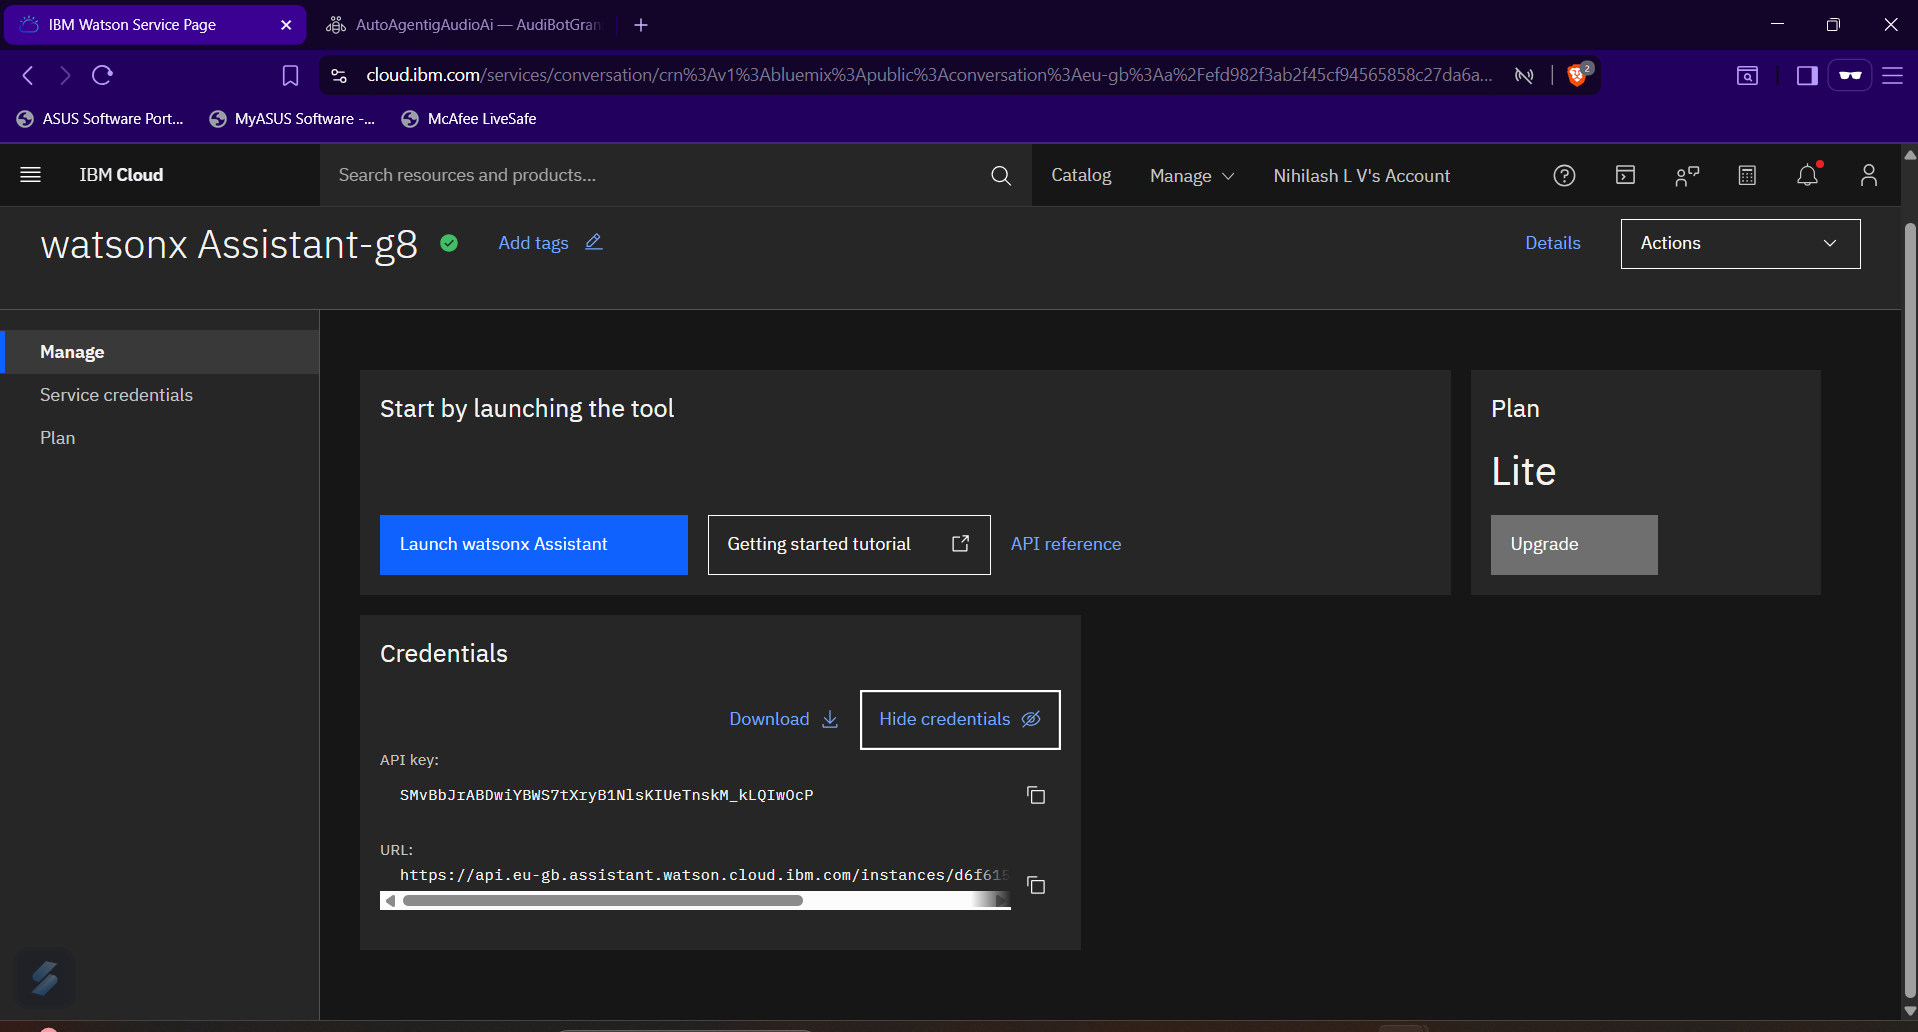 IBM Watson Service Page
AutoAgentigAudioAi — AudiBotGran
cloud.ibm.com/services/conversation/crn%3Av1%3Abluemix%3Apublic%3Aconversation%3Aeu-gb%3Aa%2Fefd982f3ab2f45cf94565858c27da6a...
2
ASUS Software Port...
MyASUS Software -...
McAfee LiveSafe
IBM Cloud
Search resources and products...
Catalog
Manage
Nihilash L V's Account
watsonx Assistant-g8
Add tags
Details
Actions
Manage
Service credentials
Plan
Start by launching the tool
Launch watsonx Assistant
Getting started tutorial
API reference
Plan
Lite
Upgrade
Credentials
Download
Hide credentials
API key:
SMvBbJrABDwiYBWS7tXryB1NlsKIUeTnskM_kLQIwOcP
URL:
https://api.eu-gb.assistant.watson.cloud.ibm.com/instances/d6f615